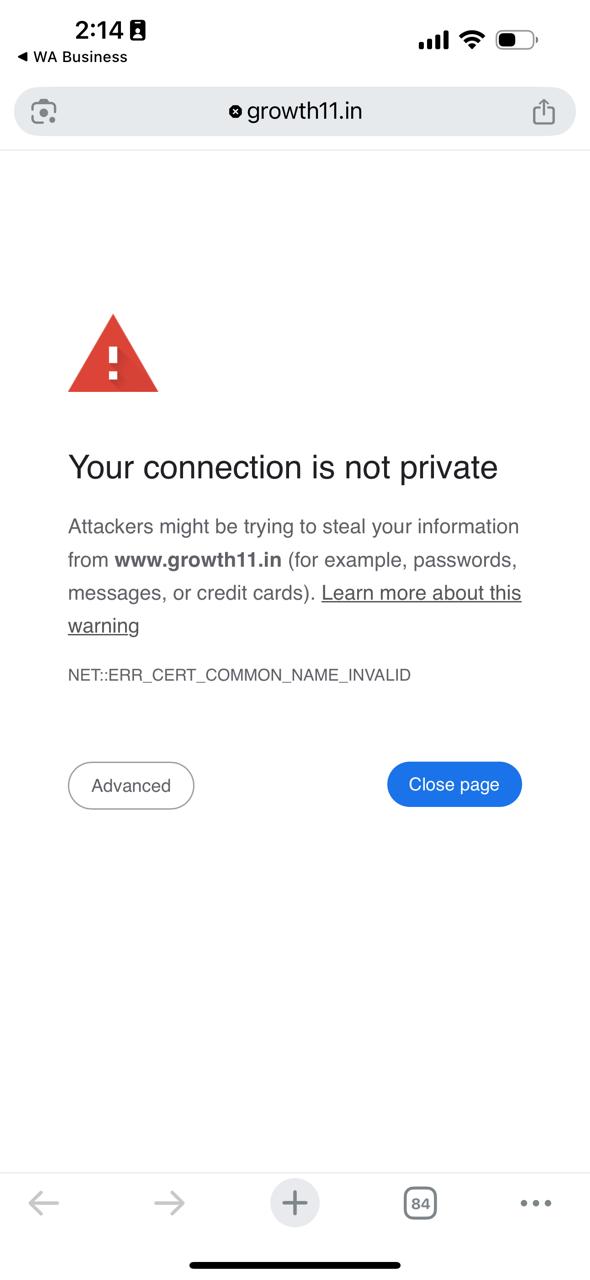 2:14
◀ WA Business
growth11.in
Your connection is not private
Attackers might be trying to steal your information
from www.growth11.in (for example, passwords,
messages, or credit cards). Learn more about this
warning
NET::ERR_CERT_COMMON_NAME_INVALID
Advanced
Close page
84